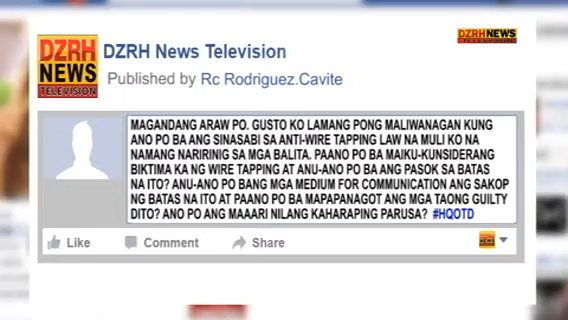 DZRH NEWS
TELEVISION
DZRH
NEWS
TELEVISION
DZRH News Television
Published by Rc Rodriguez.Cavite
MAGANDANG ARAW PO. GUSTO KO LAMANG PONG MALIWANAGAN KUNG
ANO PO BA ANG SINASABI SA ANTI-WIRE TAPPING LAW NA MULI KO NA
NAMANG NARIRINIG SA MGA BALITA. PAANO PO BA MAIKU-KUNSIDERANG
BIKTIMA KA NG WIRE TAPPING AT ANU-ANO PO BA ANG PASOK SA BATAS
NA ITO? ANU-ANO PO BANG MGA MEDIUM FOR COMMUNICATION ANG SAKOP
NG BATAS NA ITO AT PAANO PO BA MAPAPANAGOT ANG MGA TAONG GUILTY
DITO? ANO PO ANG MAAARI NILANG KAHARAPING PARUSA? #HQOTD
Like Comment Share